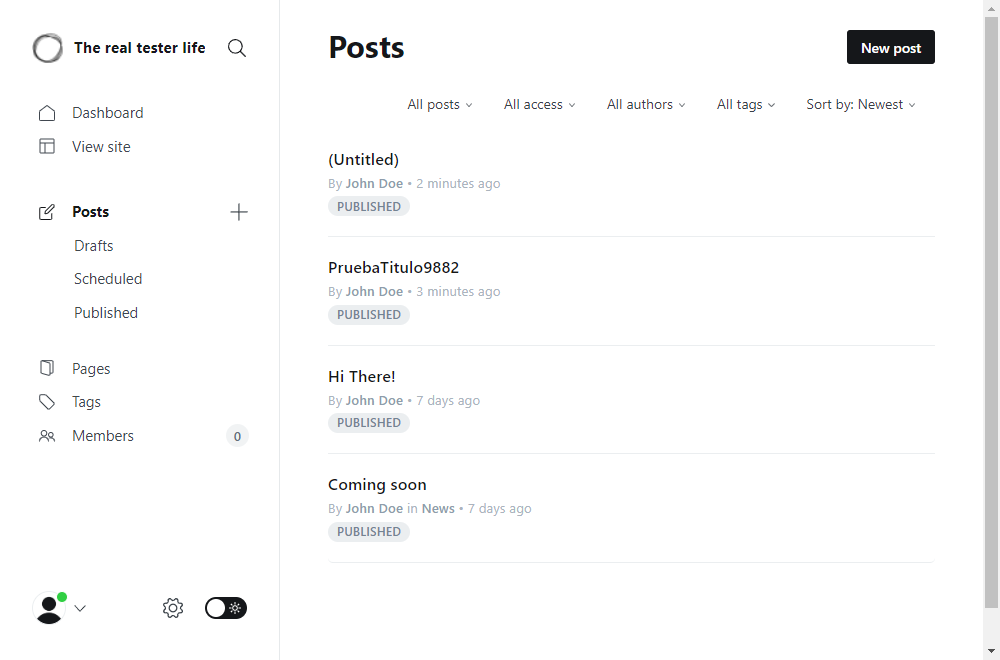 The real tester life
Dashboard
View site
Posts
Drafts
Scheduled
Published
Pages
Tags
Members 0
Posts
New post
All posts All access All authors All tags Sort by: Newest
(Untitled)
By John Doe • 2 minutes ago
PUBLISHED
PruebaTitulo9882
By John Doe • 3 minutes ago
PUBLISHED
Hi There!
By John Doe • 7 days ago
PUBLISHED
Coming soon
By John Doe in News • 7 days ago
PUBLISHED